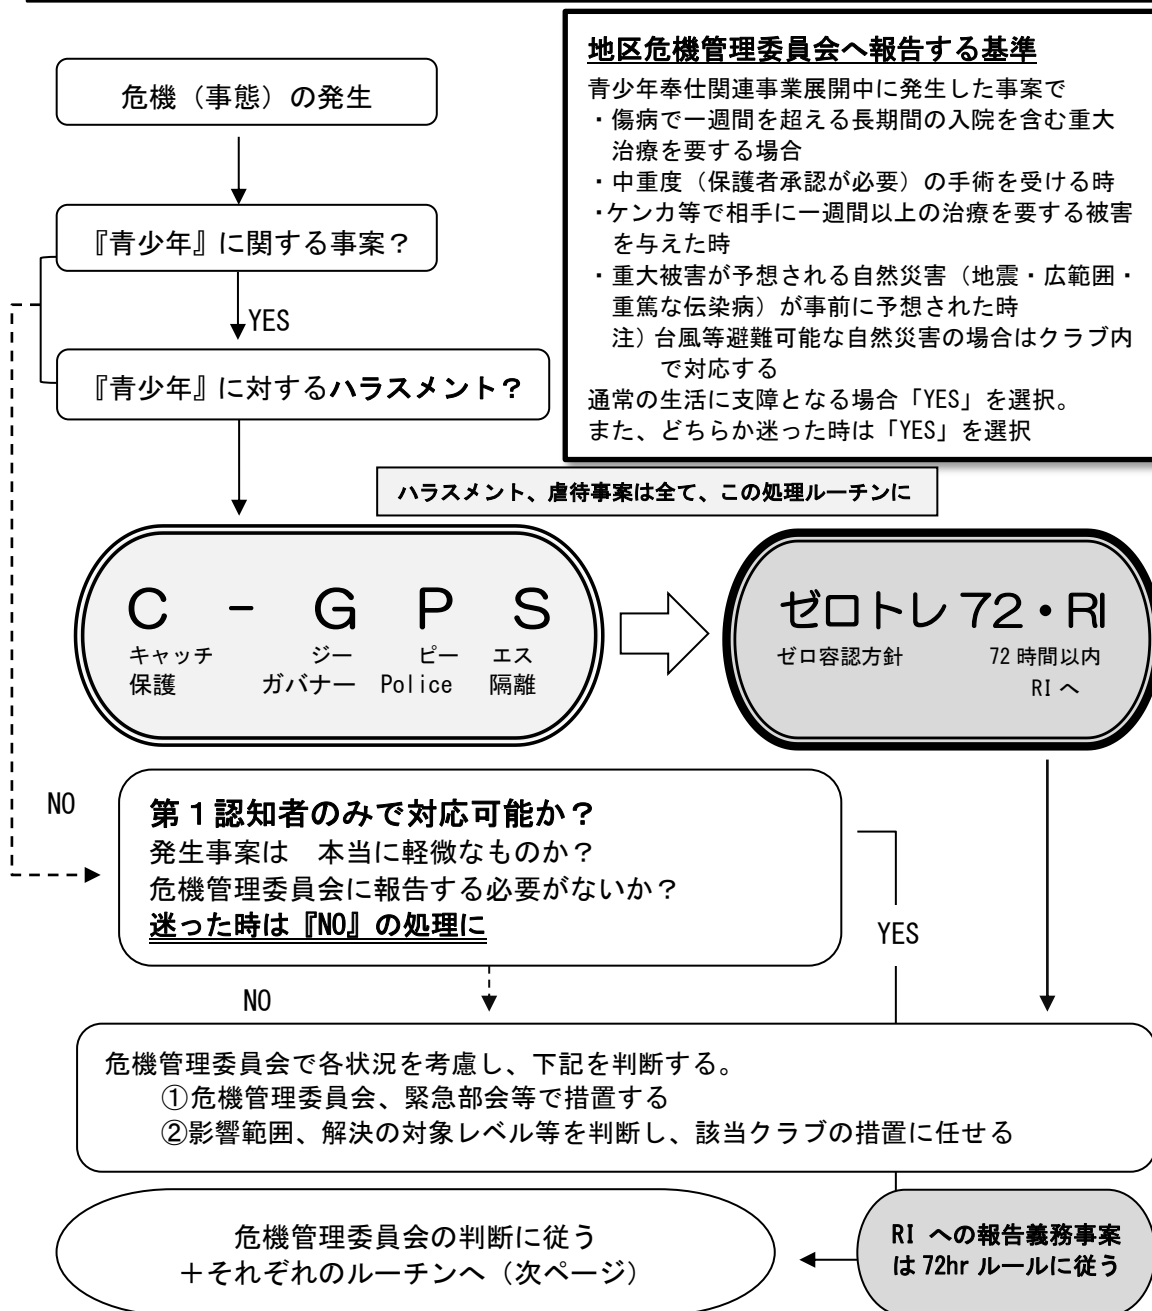 危機（事態）の発生
『青少年』に関する事案？
YES
『青少年』に対するハラスメント？
地区危機管理委員会へ報告する基準
青少年奉仕関連事業展開中に発生した事案で
・傷病で一週間を超える長期間の入院を含む重大
治療を要する場合
・中重度（保護者承認が必要）の手術を受ける時
・ケンカ等で相手に一週間以上の治療を要する被害
を与えた時
・重大被害が予想される自然災害（地震・広範囲・
重篤な伝染病）が事前に予想された時
注）台風等避難可能な自然災害の場合はクラブ内
で対応する
通常の生活に支障となる場合「YES」を選択。
また、どちらか迷った時は「YES」を選択
ハラスメント、虐待事案は全て、この処理ルーチンに
C - G P S
キャッチ ジー ピー エス
保護 ガバナー Police 隔離
ゼロトレ 72・RI
ゼロ容認方針 72 時間以内
RI へ
NO
第１認知者のみで対応可能か？
発生事案は 本当に軽微なものか？
危機管理委員会に報告する必要がないか？
迷った時は『NO』の処理に
YES
NO
危機管理委員会で各状況を考慮し、下記を判断する。
①危機管理委員会、緊急部会等で措置する
②影響範囲、解決の対象レベル等を判断し、該当クラブの措置に任せる
危機管理委員会の判断に従う
＋それぞれのルーチンへ（次ページ）
RI への報告義務事案
は 72hr ルールに従う